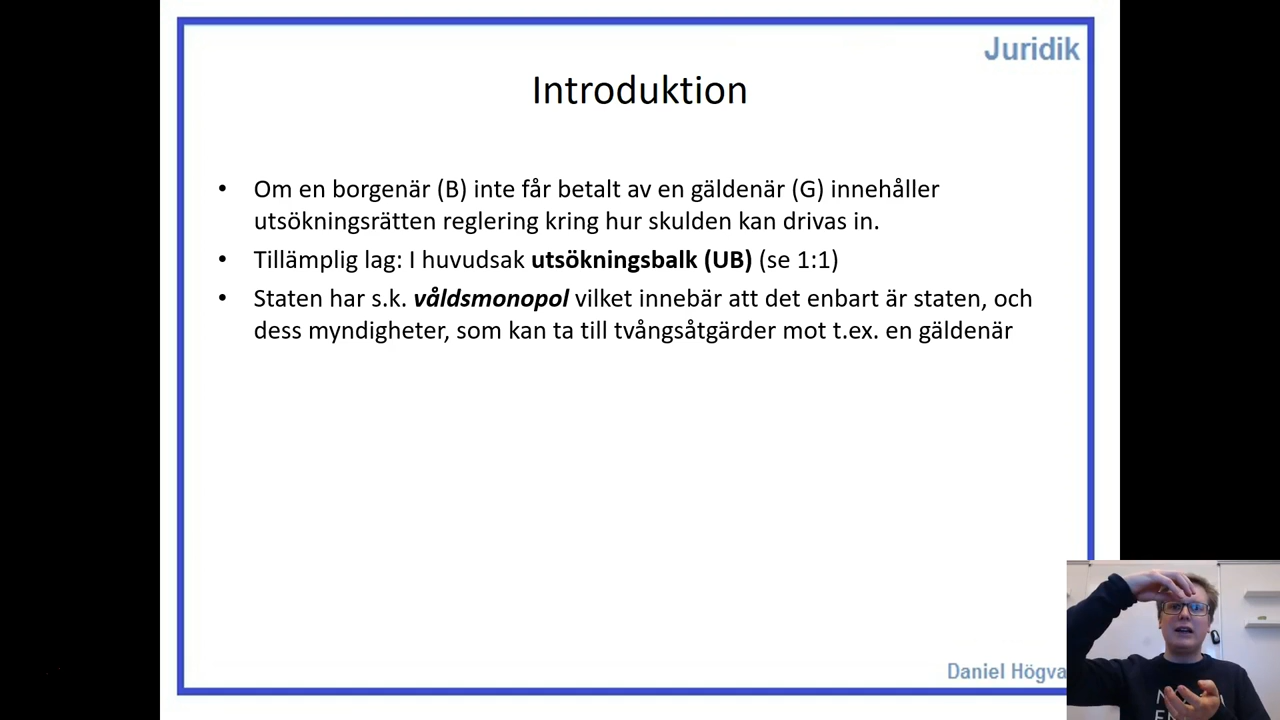 Juridik
Introduktion
• Om en borgenär (B) inte får betalt av en gäldenär (G) innehåller
utsökningsrätten reglering kring hur skulden kan drivas in.
• Tillämplig lag: I huvudsak utsökningsbalk (UB) (se 1:1)
• Staten har s.k. våldsmonopol vilket innebär att det enbart är staten, och
dess myndigheter, som kan ta till tvångsåtgärder mot t.ex. en gäldenär
Daniel